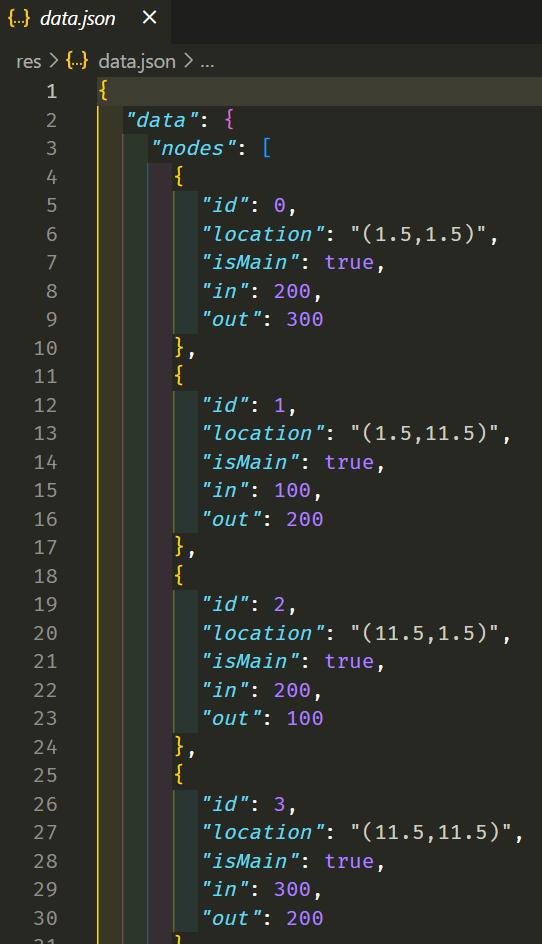 {..} data.json ×
res > {..} data.json > ...
1 {
2 "data": {
3 "nodes": [
4 {
5 "id": 0,
6 "location": "(1.5,1.5)",
7 "isMain": true,
8 "in": 200,
9 "out": 300
10 },
11 {
12 "id": 1,
13 "location": "(1.5,11.5)",
14 "isMain": true,
15 "in": 100,
16 "out": 200
17 },
18 {
19 "id": 2,
20 "location": "(11.5,1.5)",
21 "isMain": true,
22 "in": 200,
23 "out": 100
24 },
25 {
26 "id": 3,
27 "location": "(11.5,11.5)",
28 "isMain": true,
29 "in": 300,
30 "out": 200
31 }